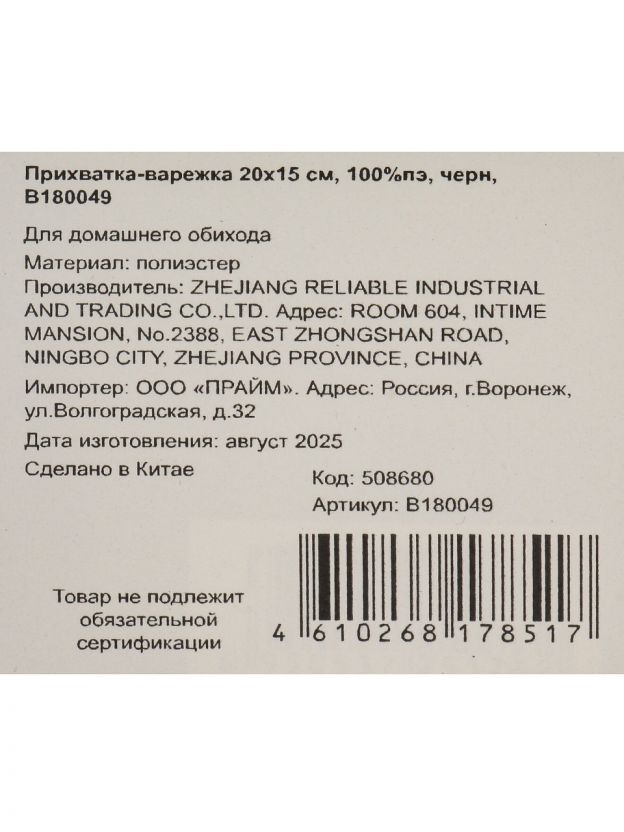 Прихватка-варежка 20х15 см, 100%пэ, черн,
В180049
Для домашнего обихода
Материал: полиэстер
Производитель: ZHEJIANG RELIABLE INDUSTRIAL
AND TRADING CO.,LTD. Адрес: ROOM 604, INTIME
MANSION, No.2388, EAST ZHONGSHAN ROAD,
NINGBO CITY, ZHEJIANG PROVINCE, CHINA
Импортер: ООО «ПРАЙМ». Адрес: Россия, г.Воронеж,
ул.Волгоградская, д.32
Дата изготовления: август 2025
Сделано в Китае
Код: 508680
Артикул: В180049
Товар не подлежит
обязательной
сертификации
4 610268 178517